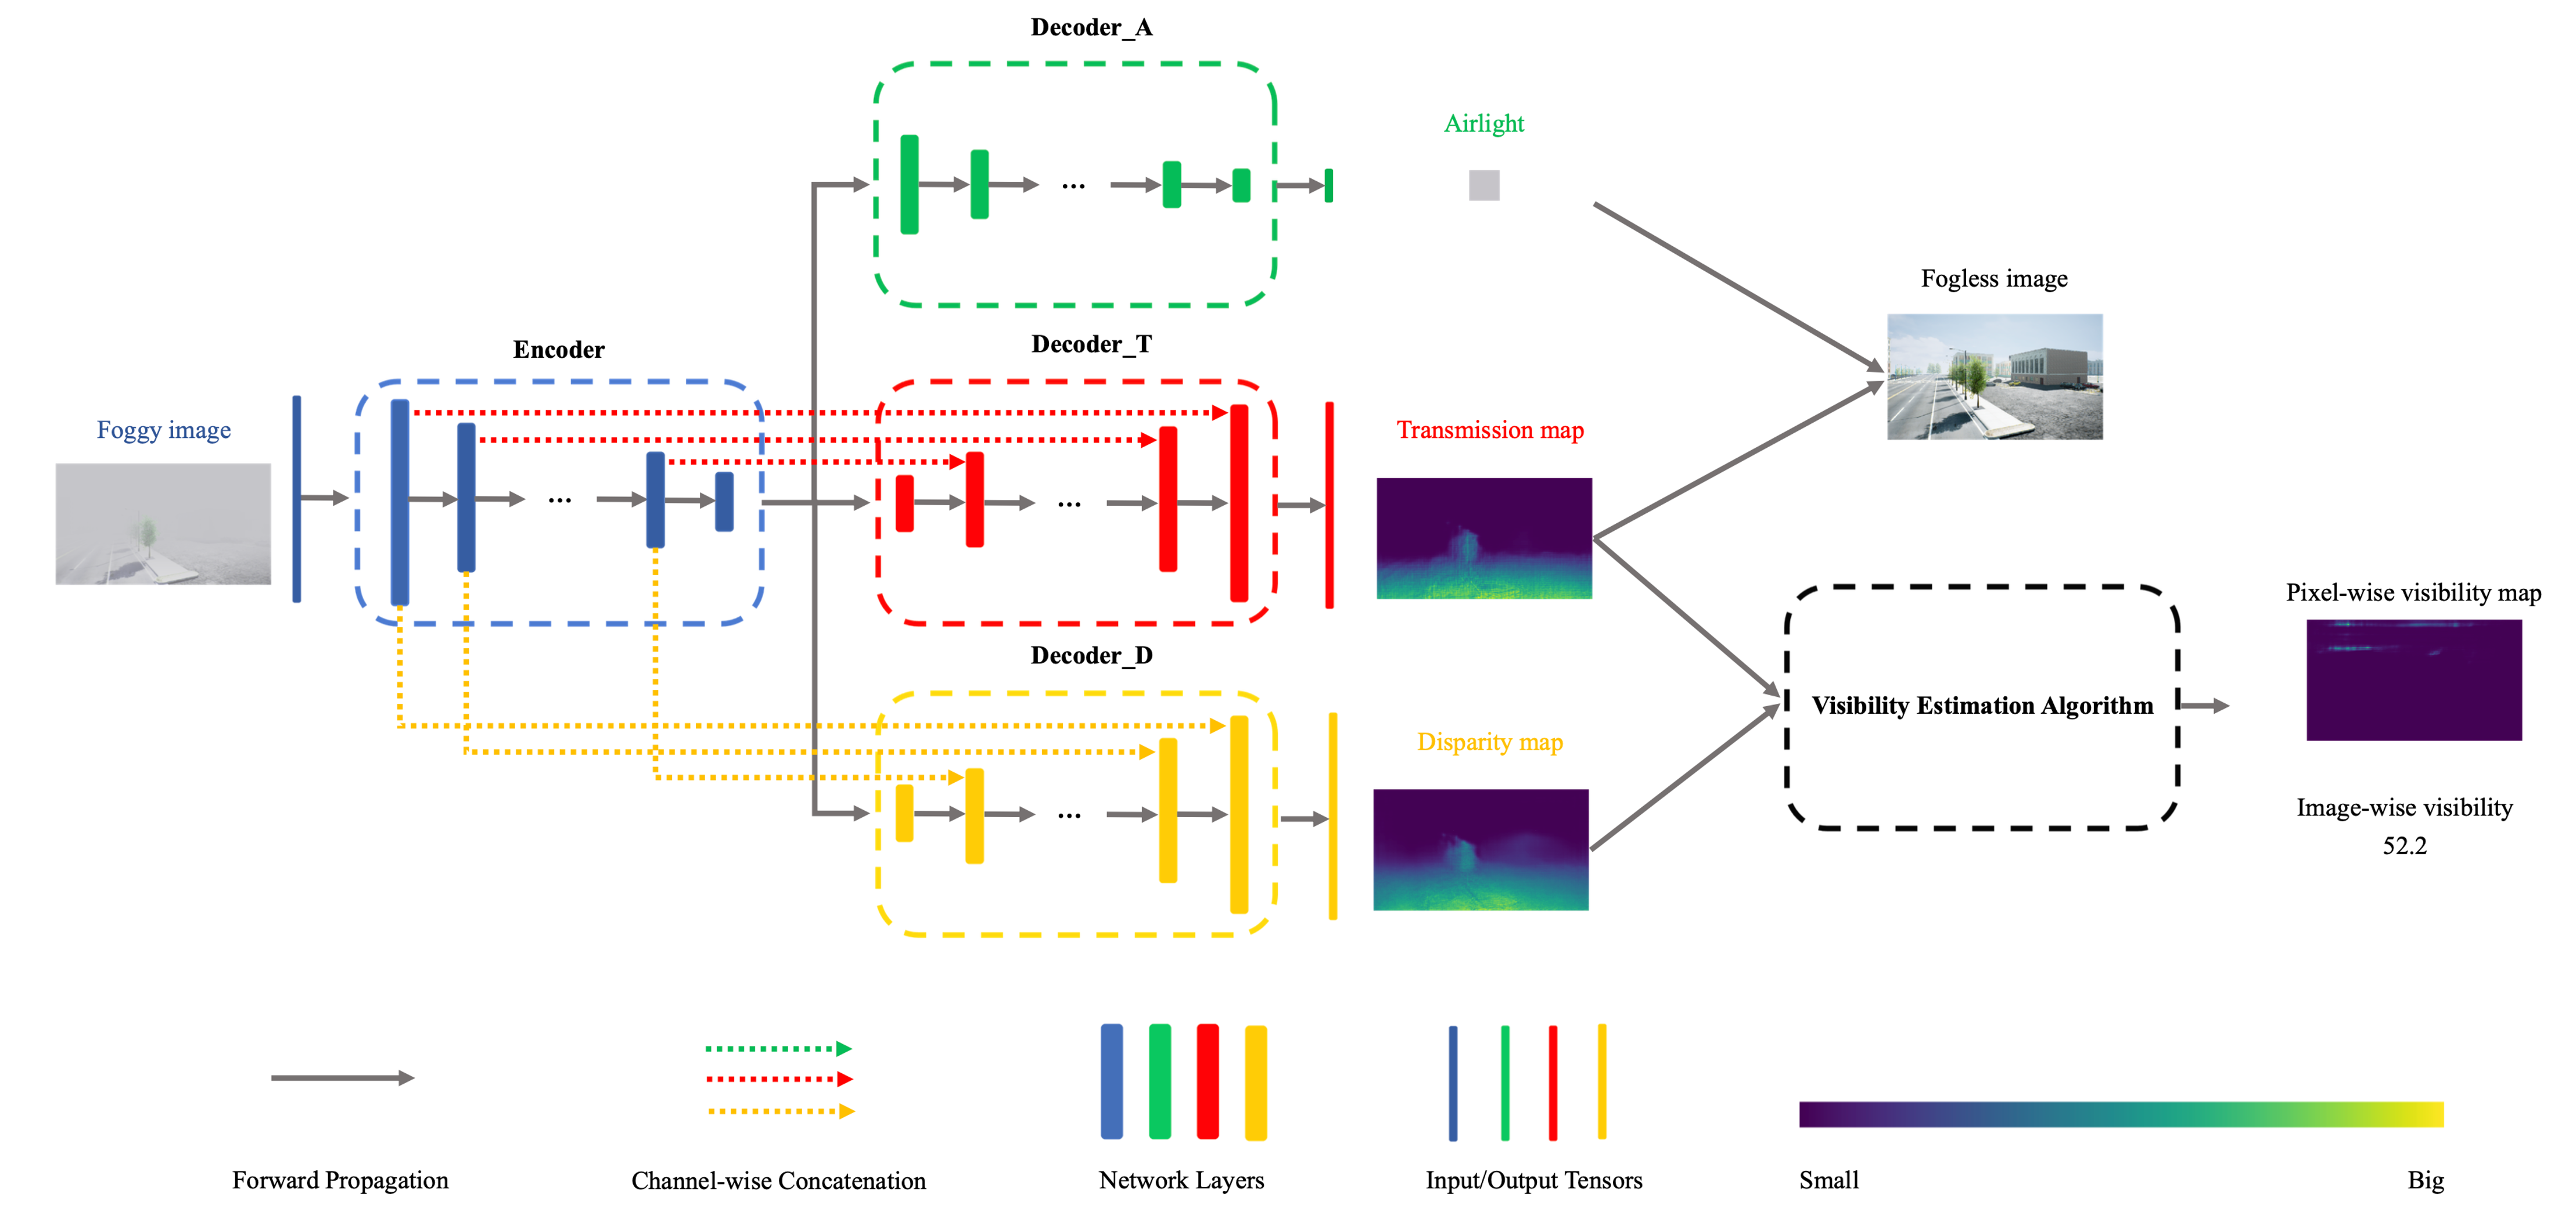 Decoder_A
Airlight
Fogless image
Encoder
Decoder_T
Foggy image
...
...
...
Transmission map
Decoder_D
Pixel-wise visibility map
Visibility Estimation Algorithm
Disparity map
...
Image-wise visibility
52.2
Forward Propagation
Channel-wise Concatenation
Network Layers
Input/Output Tensors
Small
Big